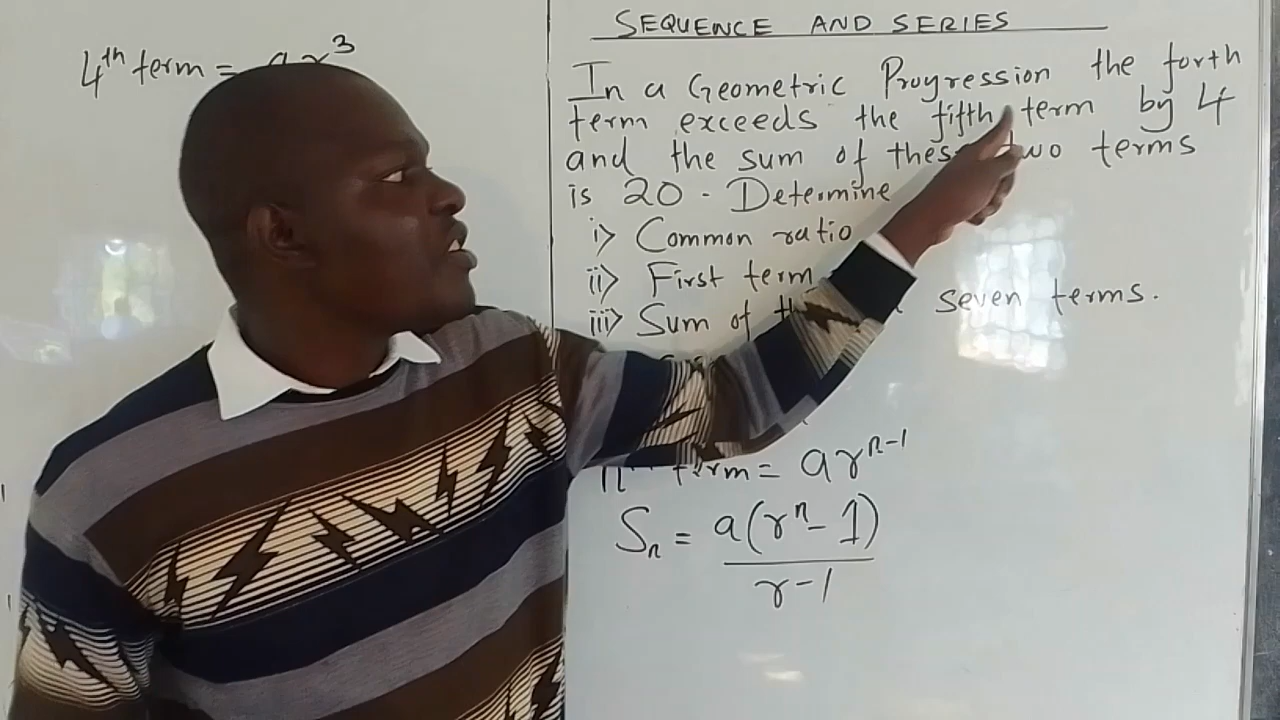 4th term = ar³
SEQUENCE AND SERIES
In a Geometric Progression the forth
term exceeds the fifth term by 4
and the sum of these two terms
is 20. Determine
i) Common ratio
ii) First term
iii) Sum of seven terms.
term = ar^n-1
Sn = a(r^n - 1)
r-1